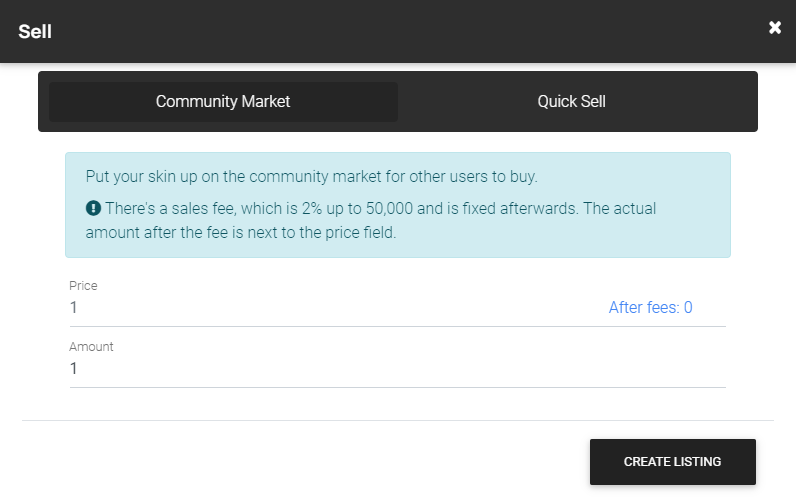 Sell
Community Market
Quick Sell
Put your skin up on the community market for other users to buy.
There's a sales fee, which is 2% up to 50,000 and is fixed afterwards. The actual
amount after the fee is next to the price field.
Price
1
After fees: 0
Amount
1
CREATE LISTING